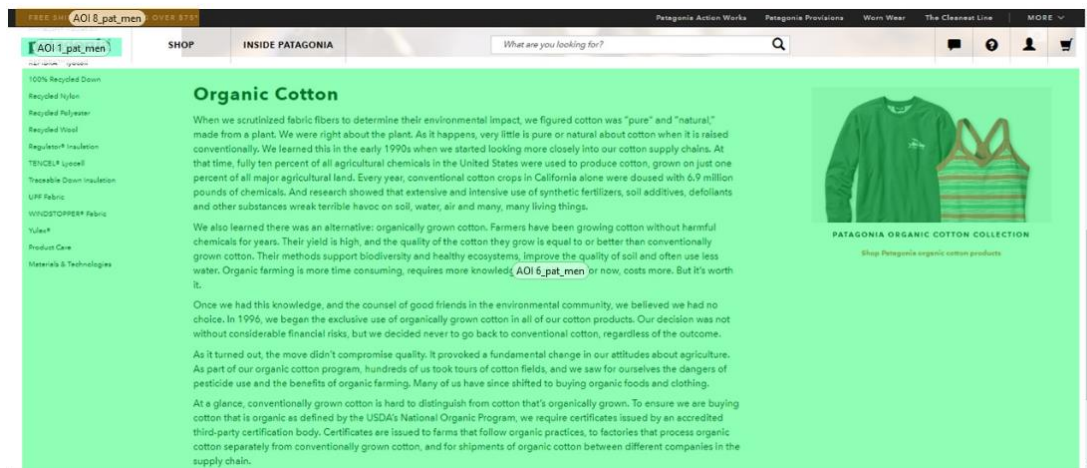 FREE SHI AOI 8_pat_men OVER $75*
Patagonia Action Works Patagonia Provisions Worn Wear The Cleanest Line MORE
AOI 1_pat_men SHOP INSIDE PATAGONIA What are you looking for?
100% Recycled Down
Recycled Nylon
Recycled Polyester
Recycled Wool
Regulator® Insulation
TENCEL® Lyocell
Traceable Down Insulation
UPF Fabric
WINDSTOPPER® Fabric
Yulex®
Product Care
Materials & Technologies
Organic Cotton
When we scrutinized fabric fibers to determine their environmental impact, we figured cotton was "pure" and "natural,"
made from a plant. We were right about the plant. As it happens, very little is pure or natural about cotton when it is raised
conventionally. We learned this in the early 1990s when we started looking more closely into our cotton supply chains. At
that time, fully ten percent of all agricultural chemicals in the United States were used to produce cotton, grown on just one
percent of all major agricultural land. Every year, conventional cotton crops in California alone were doused with 6.9 million
pounds of chemicals. And research showed that extensive and intensive use of synthetic fertilizers, soil additives, defoliants
and other substances wreak terrible havoc on soil, water, air and many, many living things.
We also learned there was an alternative: organically grown cotton. Farmers have been growing cotton without harmful
chemicals for years. Their yield is high, and the quality of the cotton they grow is equal to or better than conventionally
grown cotton. Their methods support biodiversity and healthy ecosystems, improve the quality of soil and often use less
water. Organic farming is more time consuming, requires more knowledg AOI 6_pat_men or now, costs more. But it's worth
it.
Once we had this knowledge, and the counsel of good friends in the environmental community, we believed we had no
choice. In 1996, we began the exclusive use of organically grown cotton in all of our cotton products. Our decision was not
without considerable financial risks, but we decided never to go back to conventional cotton, regardless of the outcome.
As it turned out, the move didn't compromise quality. It provoked a fundamental change in our attitudes about agriculture.
As part of our organic cotton program, hundreds of us took tours of cotton fields, and we saw for ourselves the dangers of
pesticide use and the benefits of organic farming. Many of us have since shifted to buying organic foods and clothing.
At a glance, conventionally grown cotton is hard to distinguish from cotton that's organically grown. To ensure we are buying
cotton that is organic as defined by the USDA's National Organic Program, we require certificates issued by an accredited
third-party certification body. Certificates are issued to farms that follow organic practices, to factories that process organic
cotton separately from conventionally grown cotton, and for shipments of organic cotton between different companies in the
supply chain.
PATAGONIA ORGANIC COTTON COLLECTION
Shop Patagonia organic cotton products